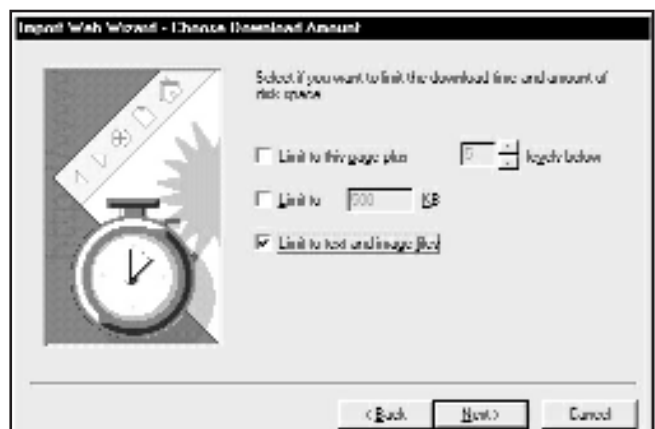 Import Web Wizard - Choose Download Amount
Select if you want to limit the download time and amount of
disk space
Limit to this page plus 5 levels below
Limit to 500 KB
Limit to text and image files
< Back Next > Cancel